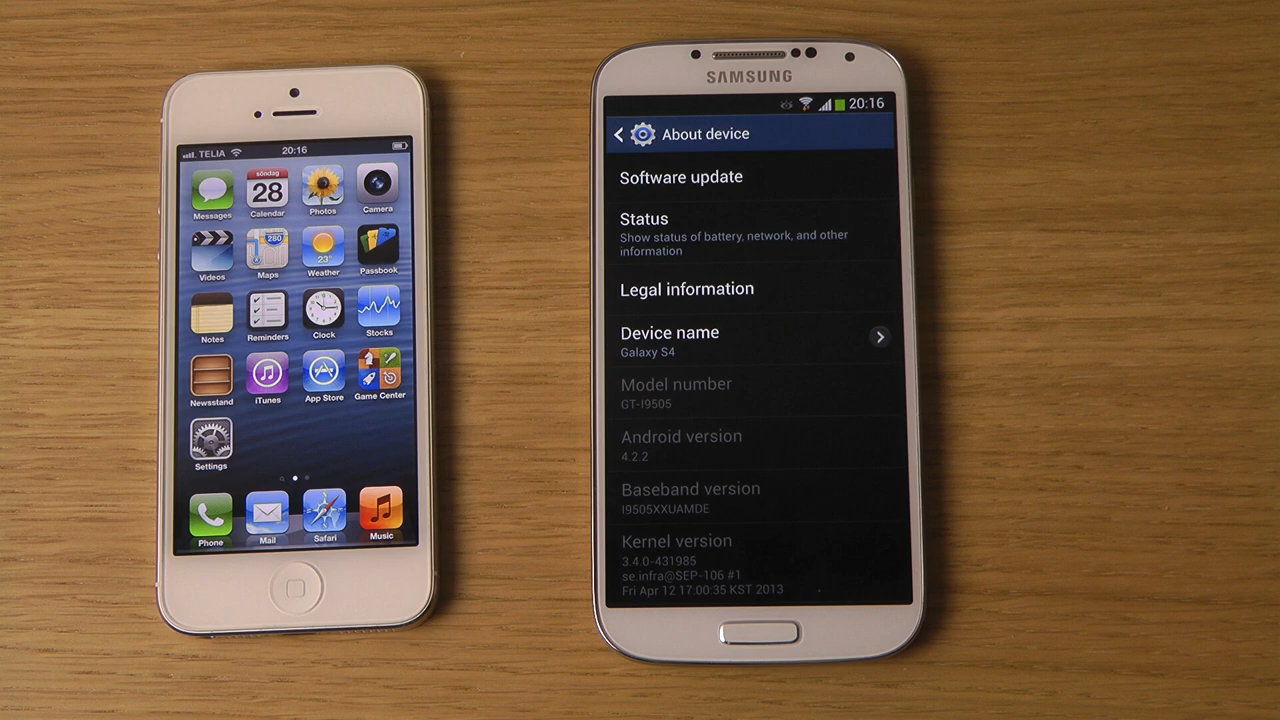 TELIA 20:16
söndag
28
280
23°
Messages Calendar Photos Camera
Videos Maps Weather Passbook
Notes Reminders Clock Stocks
Newsstand iTunes App Store Game Center
Settings
Phone Mail Safari Music
SAMSUNG
20:16
About device
Software update
Status
Show status of battery, network, and other
information
Legal information
Device name
Galaxy S4
Model number
GT-I9505
Android version
4.2.2
Baseband version
I9505XXUAMDE
Kernel version
3.4.0-431985
se.infra@SEP-106 #1
Fri Apr 12 17:00:35 KST 2013